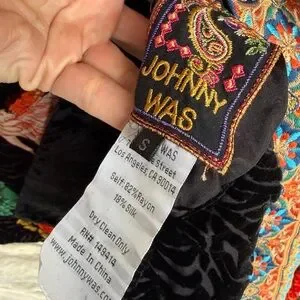 JOHNNY
WAS
S
WAS
street
Los Angeles CA 90014
Self: 82% Rayon
18% Silk
Dry Clean Only
RN# 149414
Made In China
www.johnnywas.com